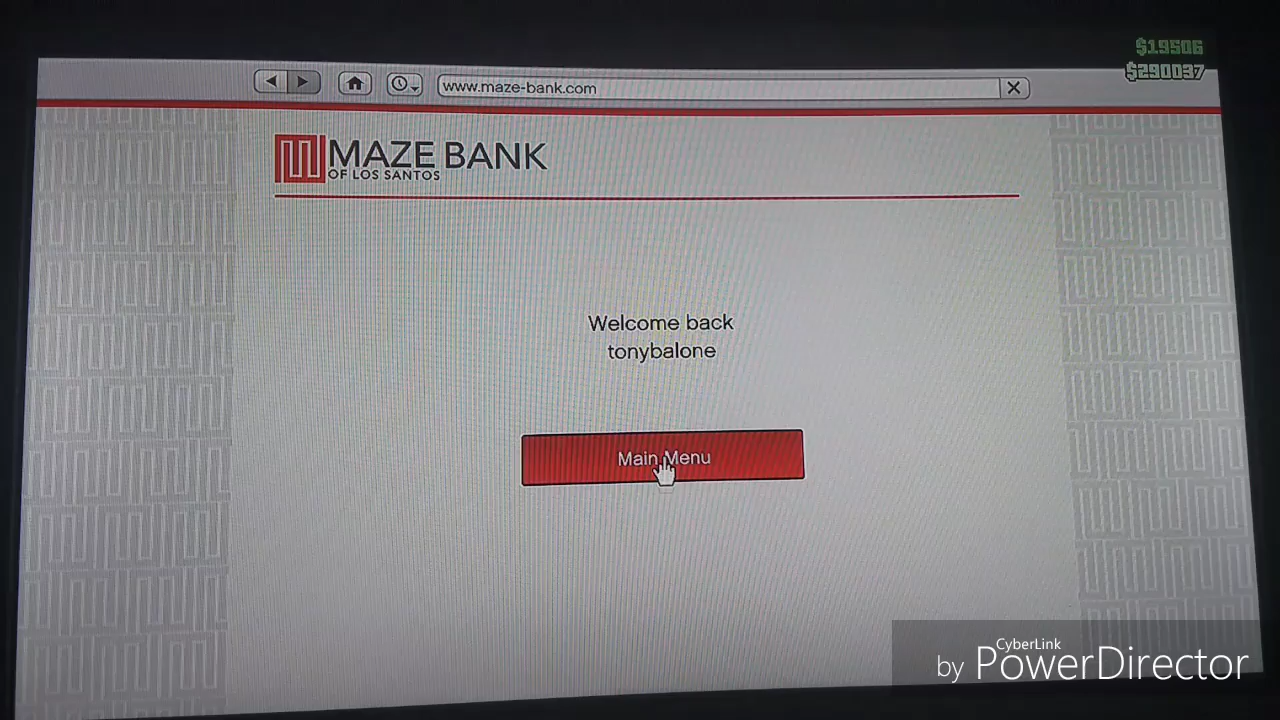 $19506
$290037
www.maze-bank.com
MAZE BANK
OF LOS SANTOS
Welcome back
tonybalone
Main Menu
CyberLink
by PowerDirector